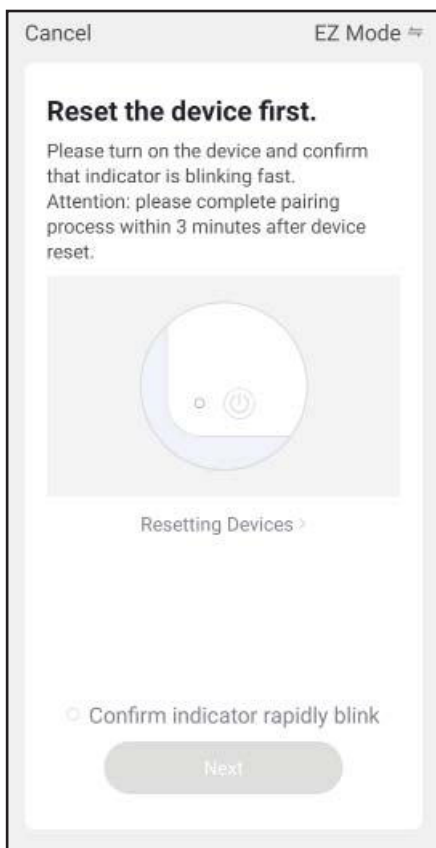 Cancel
EZ Mode ⇋
Reset the device first.
Please turn on the device and confirm
that indicator is blinking fast.
Attention: please complete pairing
process within 3 minutes after device
reset.
Resetting Devices >
Confirm indicator rapidly blink
Next